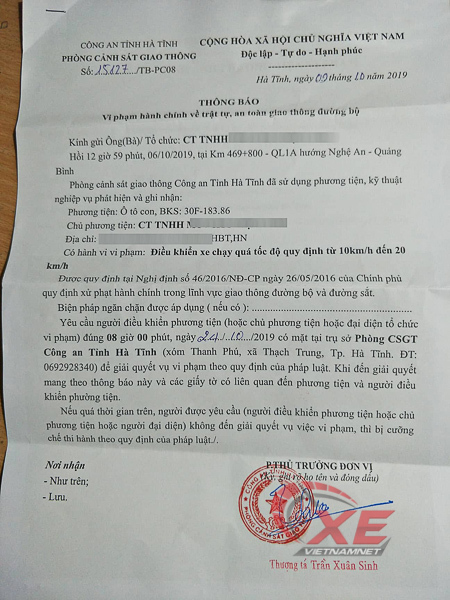 CÔNG AN TỈNH HÀ TĨNH
PHÒNG CẢNH SÁT GIAO THÔNG
Số: 15127/TB-PC08
CỘNG HÒA XÃ HỘI CHỦ NGHĨA VIỆT NAM
Độc lập - Tự do - Hạnh phúc
Hà Tĩnh, ngày 09 tháng 10 năm 2019
THÔNG BÁO
Vi phạm hành chính về trật tự, an toàn giao thông đường bộ
Kính gửi Ông(Bà)/ Tổ chức: CT TNHH
Hồi 12 giờ 59 phút, 06/10/2019, tại Km 469+800 - QL1A hướng Nghệ An - Quảng
Bình
Phòng cảnh sát giao thông Công an Tỉnh Hà Tĩnh đã sử dụng phương tiện, kỹ thuật
nghiệp vụ phát hiện và ghi nhận:
Phương tiện: Ô tô con, BKS: 30F-183.86
Chủ phương tiện: CT TNHH
Địa chỉ: HBT,HN
Có hành vi vi phạm: Điều khiển xe chạy quá tốc độ quy định từ 10km/h đến 20
km/h
Được quy định tại Nghị định số 46/2016/NĐ-CP ngày 26/05/2016 của Chính phủ
quy định xử phạt hành chính trong lĩnh vực giao thông đường bộ và đường sắt.
Biện pháp ngăn chặn được áp dụng ( nếu có ): ............................................
Yêu cầu người điều khiển phương tiện (hoặc chủ phương tiện hoặc đại diện tổ chức
vi phạm) đúng 08 giờ 00 phút, ngày 24/10/2019 có mặt tại trụ sở Phòng CSGT
Công an Tỉnh Hà Tĩnh (xóm Thanh Phú, xã Thạch Trung, Tp. Hà Tĩnh. ĐT:
0692928340) để giải quyết vụ vi phạm theo quy định của pháp luật. Khi đến giải quyết
mang theo thông báo này và các giấy tờ có liên quan đến phương tiện và người điều
khiển phương tiện.
Nếu quá thời gian trên, người được yêu cầu (người điều khiển phương tiện hoặc chủ
phương tiện hoặc người đại diện) không đến giải quyết vụ việc vi phạm, thì bị cưỡng
chế thi hành theo quy định của pháp luật./.
Nơi nhận
- Như trên;
- Lưu.
P.THỦ TRƯỞNG ĐƠN VỊ
(Ký, ghi rõ họ tên và đóng dấu)
PHÒNG CẢNH SÁT GIAO
XE
VIETNAMNET
Thượng tá Trần Xuân Sinh